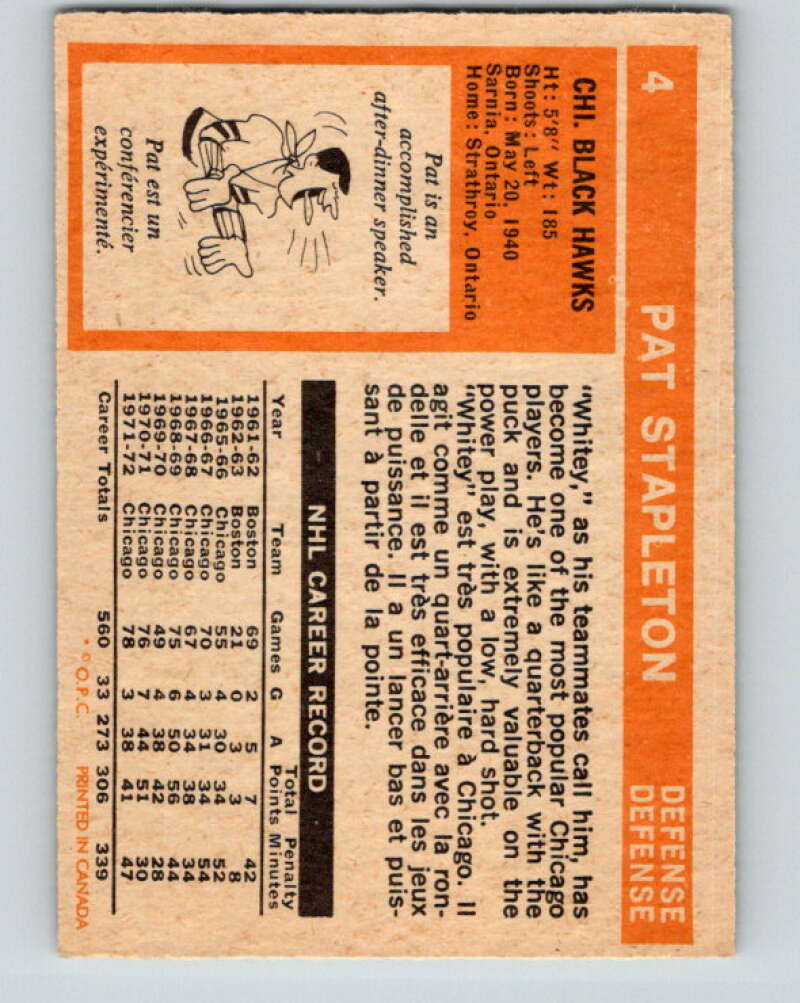 4 PAT STAPLETON DEFENSE
DEFENSE
CHI. BLACK HAWKS
Ht: 5'8" Wt: 185
Shoots: Left
Born: May 20, 1940
Sarnia, Ontario
Home: Strathroy, Ontario
Pat is an
accomplished
after-dinner speaker.
Pat est un
conférencier
expérimenté.
"Whitey," as his teammates call him, has
become one of the most popular Chicago
players. He's like a quarterback with the
puck and is extremely valuable on the
power play, with a low, hard shot.
"Whitey" est très populaire à Chicago. Il
agit comme un quart-arrière avec la ron-
delle et il est très efficace dans les jeux
de puissance. Il a un lancer bas et puis-
sant à partir de la pointe.
NHL CAREER RECORD
Total Penalty
Year Team Games G A Points Minutes
1961-62 Boston 69 2 5 7 42
1962-63 Boston 21 0 3 3 8
1965-66 Chicago 55 4 30 34 52
1966-67 Chicago 70 3 31 34 54
1967-68 Chicago 67 4 34 38 34
1968-69 Chicago 75 6 50 56 44
1969-70 Chicago 49 4 38 42 28
1970-71 Chicago 76 7 44 51 30
1971-72 Chicago 78 3 38 41 47
Career Totals 560 33 273 306 339
* © O.P.C. PRINTED IN CANADA